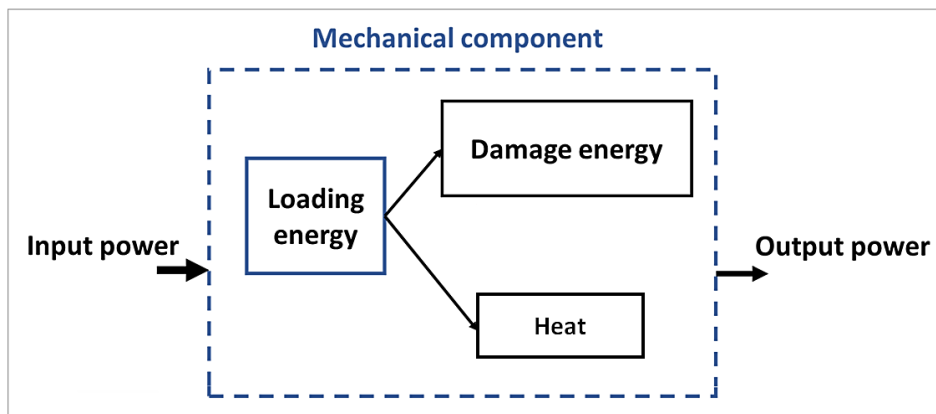 Mechanical component
Damage energy
Loading
energy
Input power
Output power
Heat